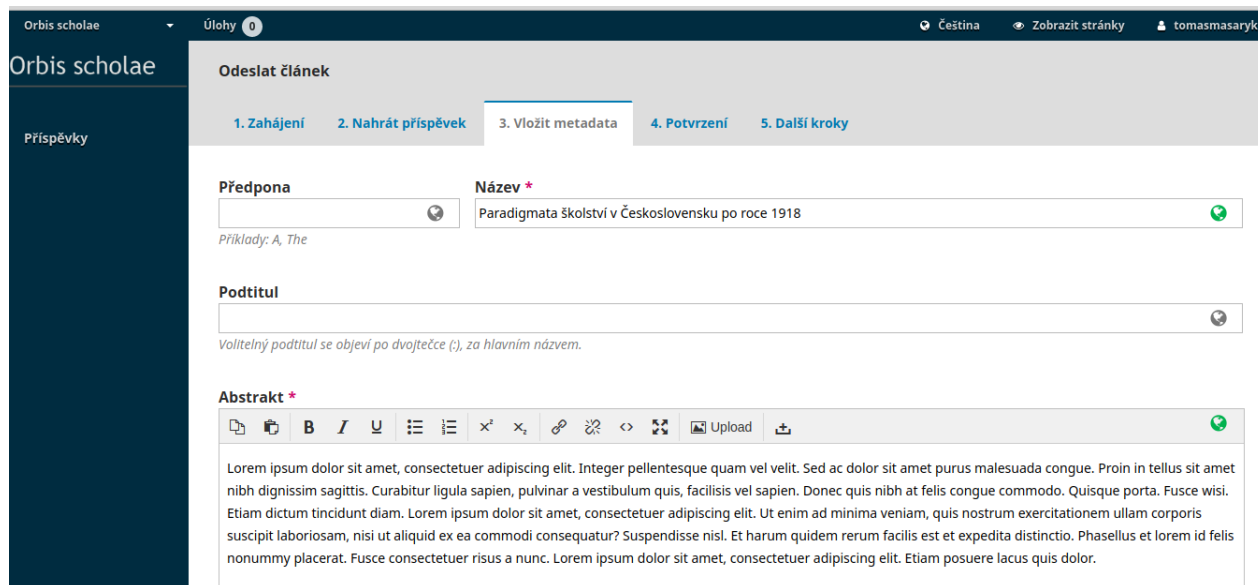 Orbis scholae
Úlohy 0
Čeština
Zobrazit stránky
tomasmasaryk
Orbis scholae
Příspěvky
Odeslat článek
1. Zahájení
2. Nahrát příspěvek
3. Vložit metadata
4. Potvrzení
5. Další kroky
Předpona
Název *
Paradigmata školství v Československu po roce 1918
Příklady: A, The
Podtitul
Volitelný podtitul se objeví po dvojtečce (:), za hlavním názvem.
Abstrakt *
B I U x² x₂ <> Upload
Lorem ipsum dolor sit amet, consectetuer adipiscing elit. Integer pellentesque quam vel velit. Sed ac dolor sit amet purus malesuada congue. Proin in tellus sit amet
nibh dignissim sagittis. Curabitur ligula sapien, pulvinar a vestibulum quis, facilisis vel sapien. Donec quis nibh at felis congue commodo. Quisque porta. Fusce wisi.
Etiam dictum tincidunt diam. Lorem ipsum dolor sit amet, consectetuer adipiscing elit. Ut enim ad minima veniam, quis nostrum exercitationem ullam corporis
suscipit laboriosam, nisi ut aliquid ex ea commodi consequatur? Suspendisse nisl. Et harum quidem rerum facilis est et expedita distinctio. Phasellus et lorem id felis
nonummy placerat. Fusce consectetuer risus a nunc. Lorem ipsum dolor sit amet, consectetuer adipiscing elit. Etiam posuere lacus quis dolor.